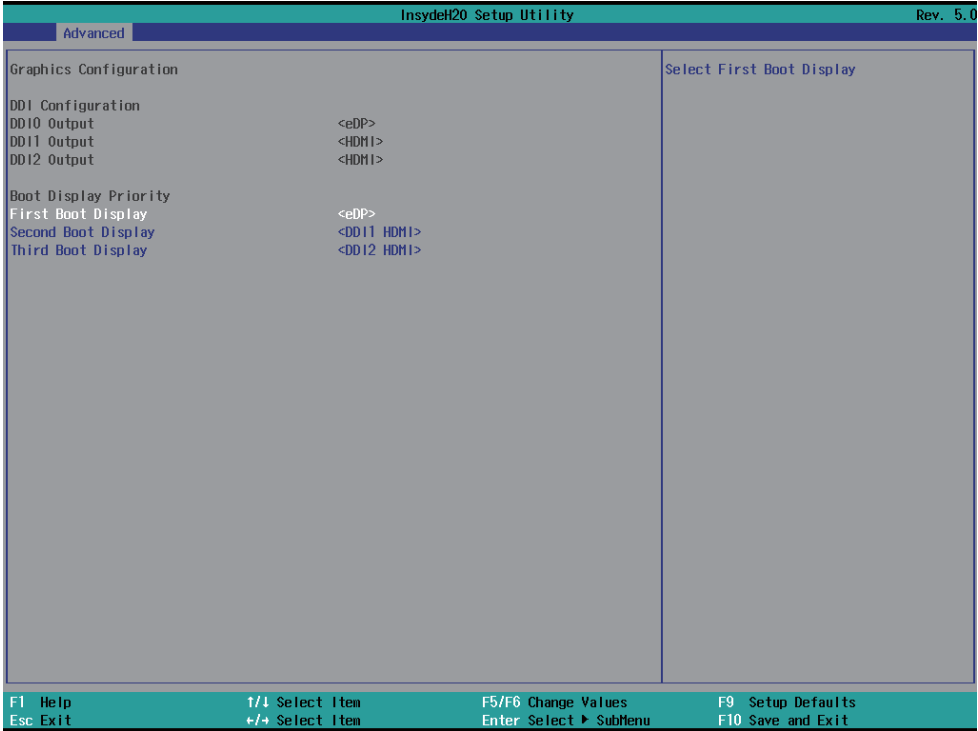 InsydeH20 Setup Utility Rev. 5.0
Advanced
Graphics Configuration Select First Boot Display
DDI Configuration
DDI0 Output <eDP>
DDI1 Output <HDMI>
DDI2 Output <HDMI>
Boot Display Priority
First Boot Display <eDP>
Second Boot Display <DDI1 HDMI>
Third Boot Display <DDI2 HDMI>
F1 Help ↑/↓ Select Item F5/F6 Change Values F9 Setup Defaults
Esc Exit ←/→ Select Item Enter Select ▶ SubMenu F10 Save and Exit